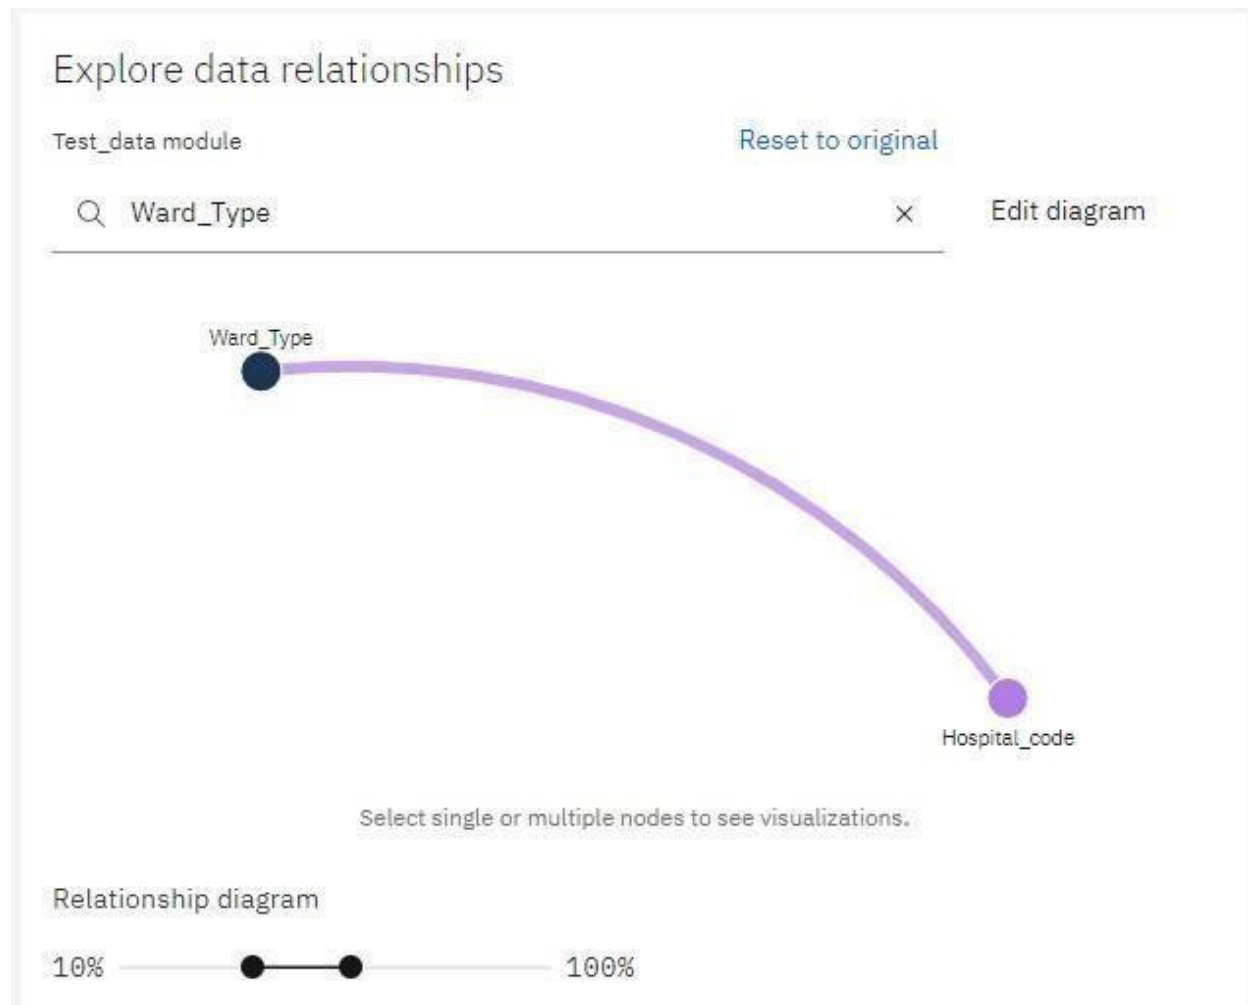 Explore data relationships
Test_data module
Reset to original
Ward_Type
Edit diagram
Ward_Type
Hospital_code
Select single or multiple nodes to see visualizations.
Relationship diagram
10% 100%